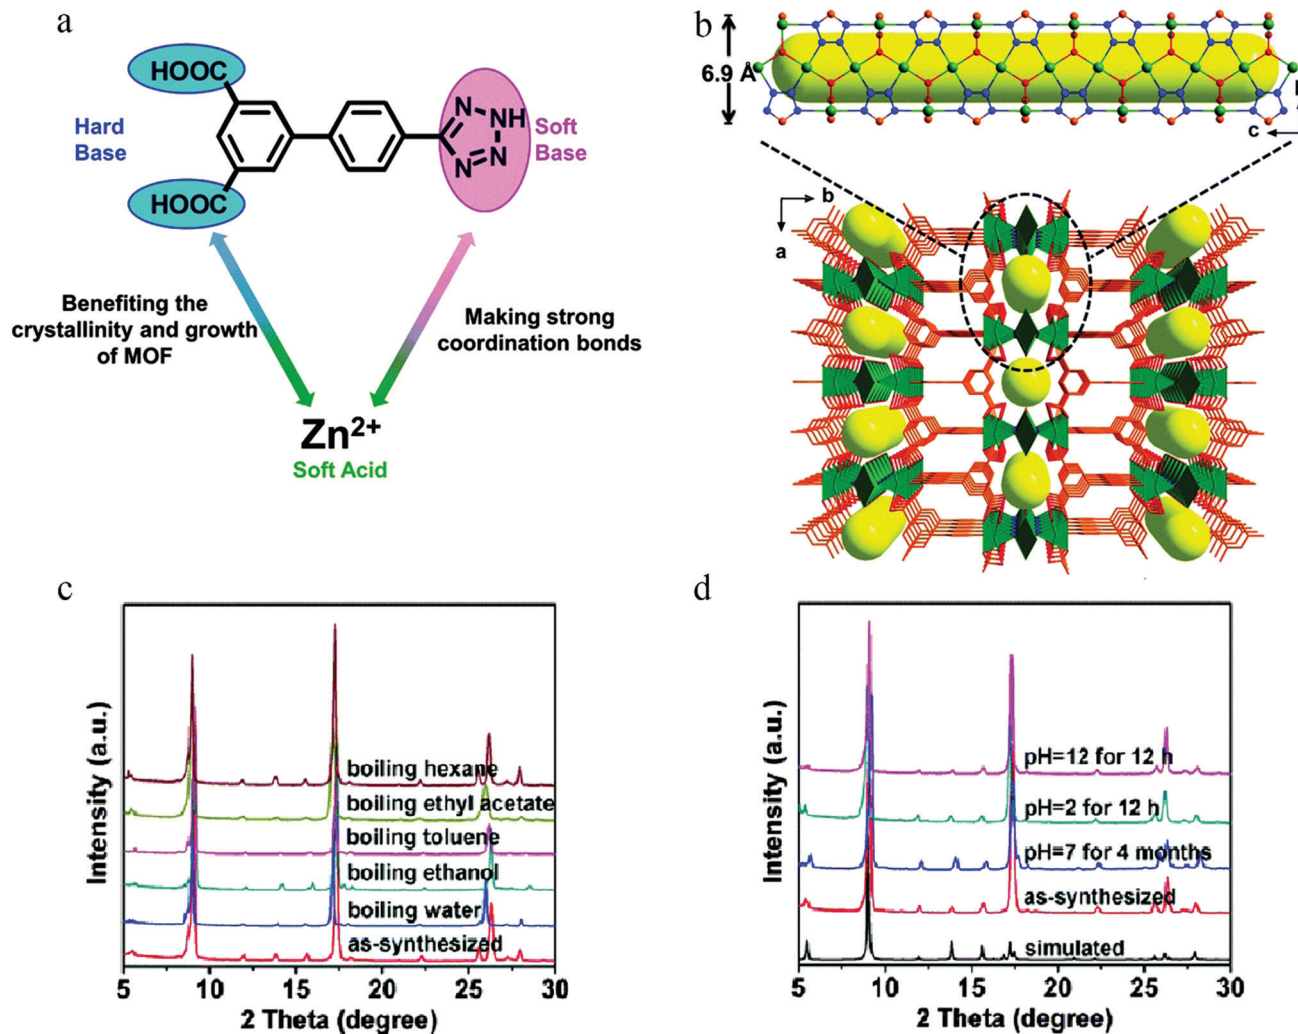 a
HOOC
Hard
Base
HOOC
N
NH
N
N
Soft
Base
Benefiting the
crystallinity and growth
of MOF
Making strong
coordination bonds
Zn2+
Soft Acid
b
6.9 Å
c
b
a
c
Intensity (a.u.)
boiling hexane
boiling ethyl acetate
boiling toluene
boiling ethanol
boiling water
as-synthesized
5 10 15 20 25 30
2 Theta (degree)
d
Intensity (a.u.)
pH=12 for 12 h
pH=2 for 12 h
pH=7 for 4 months
as-synthesized
simulated
5 10 15 20 25 30
2 Theta (degree)